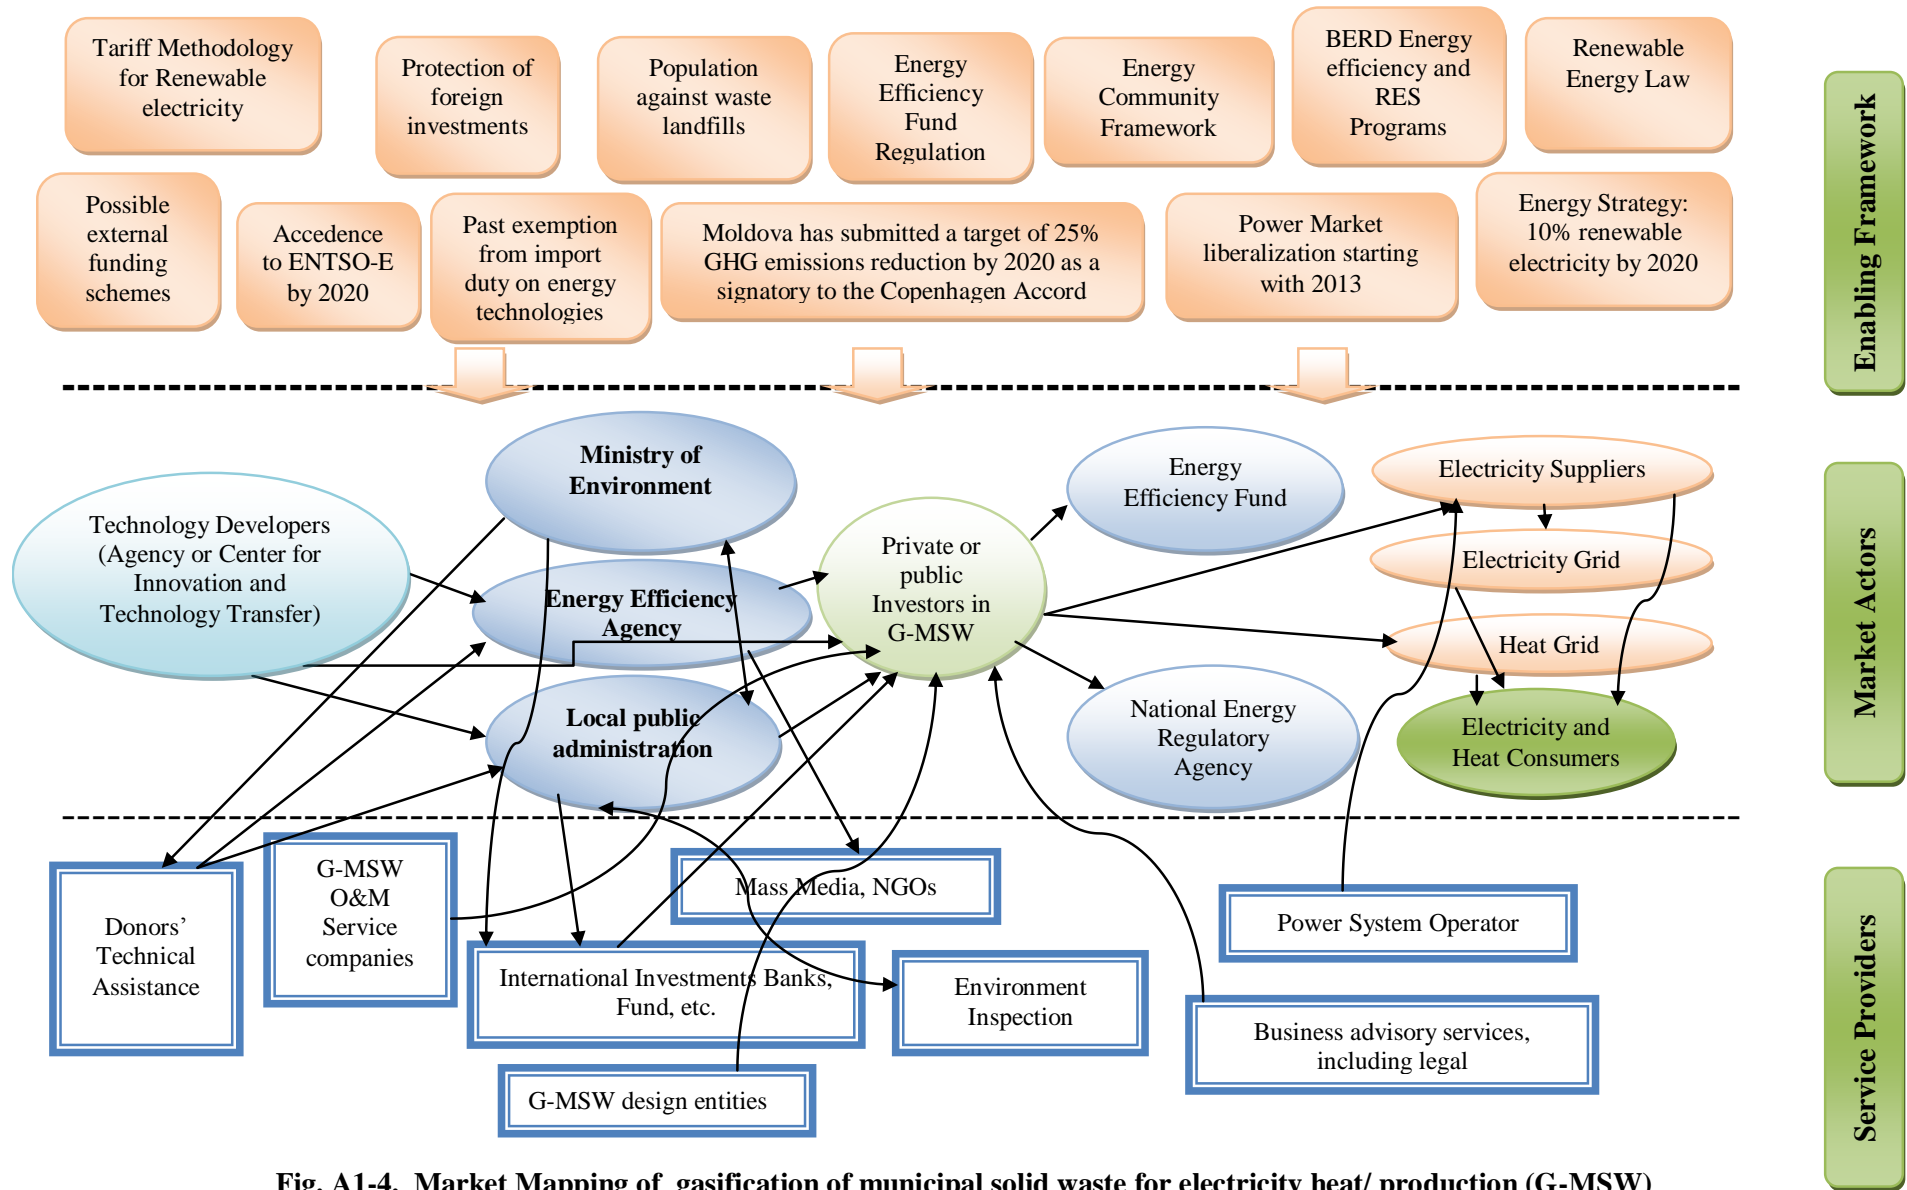 Tariff Methodology
for Renewable
electricity
Protection of
foreign
investments
Population
against waste
landfills
Energy
Efficiency
Fund
Regulation
Energy
Community
Framework
BERD Energy
efficiency and
RES
Programs
Renewable
Energy Law
Possible
external
funding
schemes
Accedence
to ENTSO-E
by 2020
Past exemption
from import
duty on energy
technologies
Moldova has submitted a target of 25%
GHG emissions reduction by 2020 as a
signatory to the Copenhagen Accord
Power Market
liberalization starting
with 2013
Energy Strategy:
10% renewable
electricity by 2020
Enabling Framework
Technology Developers
(Agency or Center for
Innovation and
Technology Transfer)
Ministry of
Environment
Energy Efficiency
Agency
Local public
administration
Private or
public
Investors in
G-MSW
Energy
Efficiency Fund
National Energy
Regulatory
Agency
Electricity Suppliers
Electricity Grid
Heat Grid
Electricity and
Heat Consumers
Market Actors
Donors’
Technical
Assistance
G-MSW
O&M
Service
companies
International Investments Banks,
Fund, etc.
G-MSW design entities
Mass Media, NGOs
Environment
Inspection
Power System Operator
Business advisory services,
including legal
Service Providers
Fig. A1-4. Market Mapping of gasification of municipal solid waste for electricity heat/ production (G-MSW)